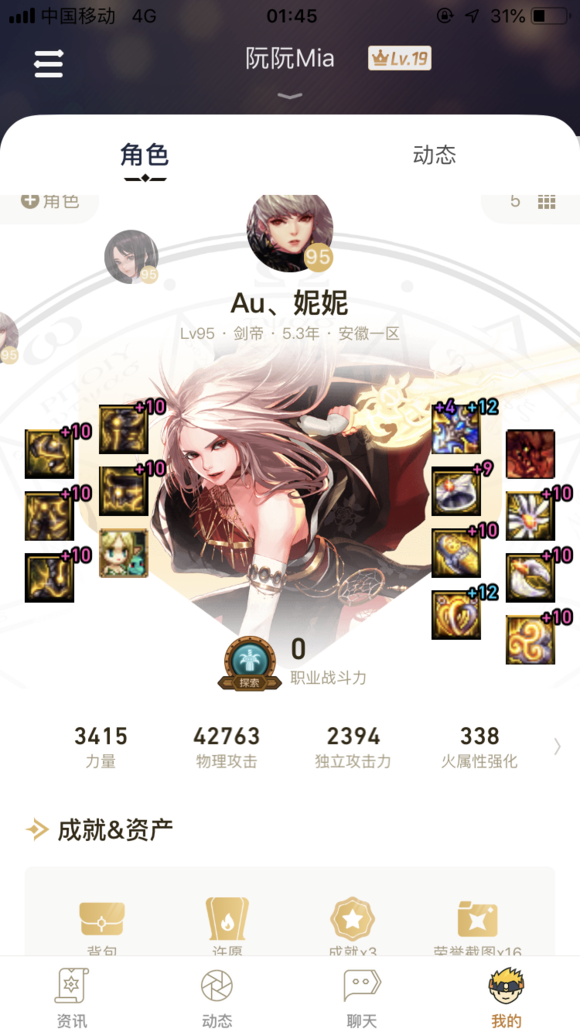 中国移动 4G 01:45 31%
阮阮Mia Lv.19
角色 动态
角色 5
95
95
95
Au、妮妮
Lv95 · 剑帝 · 5.3年 · 安徽一区
+10 +4 +12
+10
+10 +9
+10 +10
+10 +10 +10
+12
+10
探索 0
职业战斗力
3415 42763 2394 338
力量 物理攻击 独立攻击力 火属性强化
成就&资产
背包 许愿 成就x3 荣誉截图x16
资讯 动态 聊天 我的